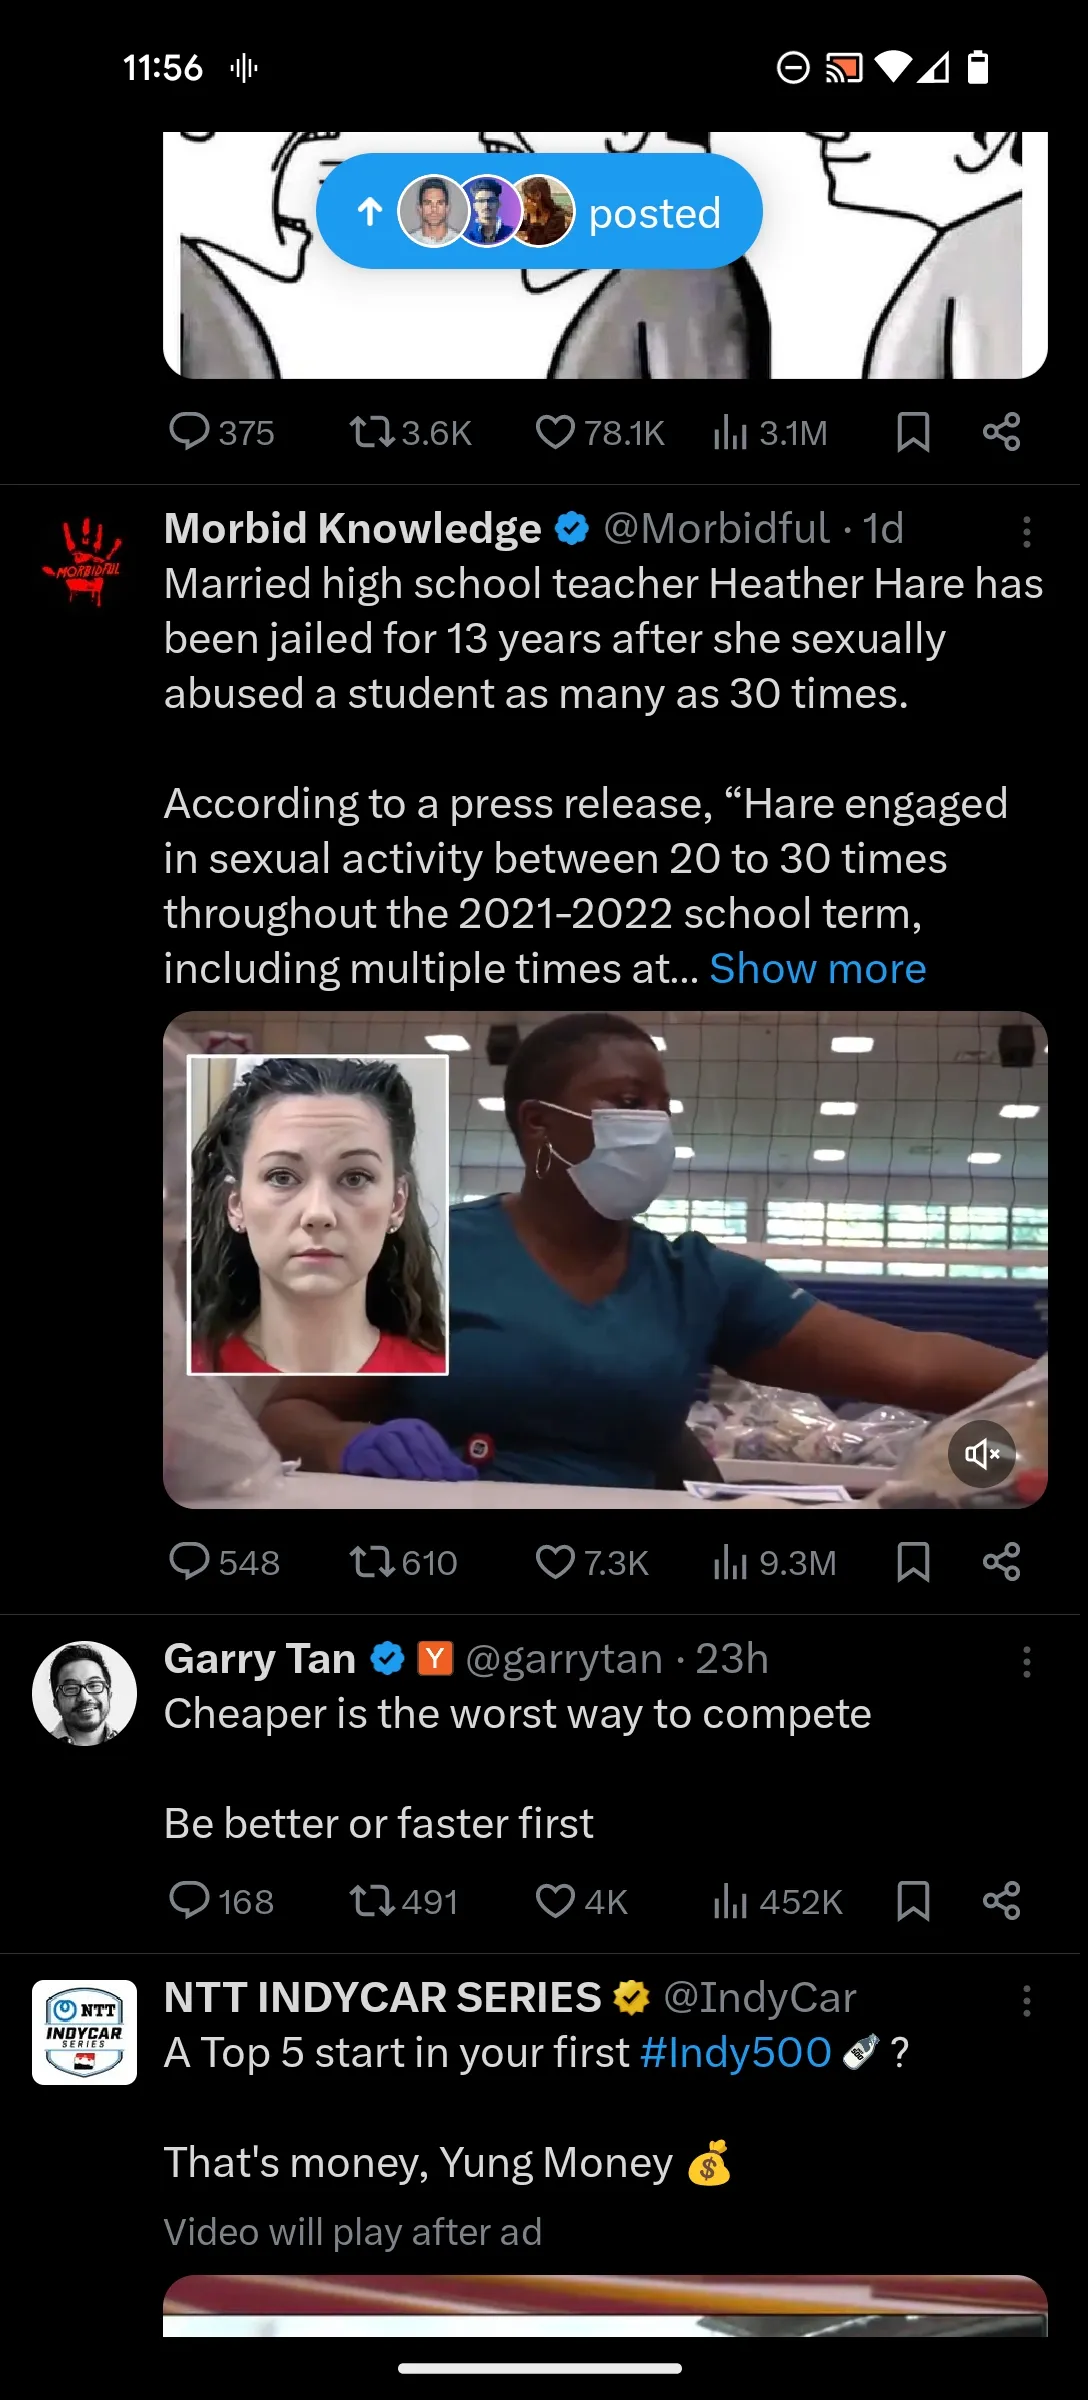 11:56
posted
375 3.6K 78.1K 3.1M
MORBIDFUL
Morbid Knowledge @Morbidful · 1d
Married high school teacher Heather Hare has
been jailed for 13 years after she sexually
abused a student as many as 30 times.
According to a press release, “Hare engaged
in sexual activity between 20 to 30 times
throughout the 2021-2022 school term,
including multiple times at... Show more
548 610 7.3K 9.3M
Garry Tan Y @garrytan · 23h
Cheaper is the worst way to compete
Be better or faster first
168 491 4K 452K
NTT
INDYCAR
SERIES
NTT INDYCAR SERIES @IndyCar
A Top 5 start in your first #Indy500 ?
That's money, Yung Money 💰
Video will play after ad